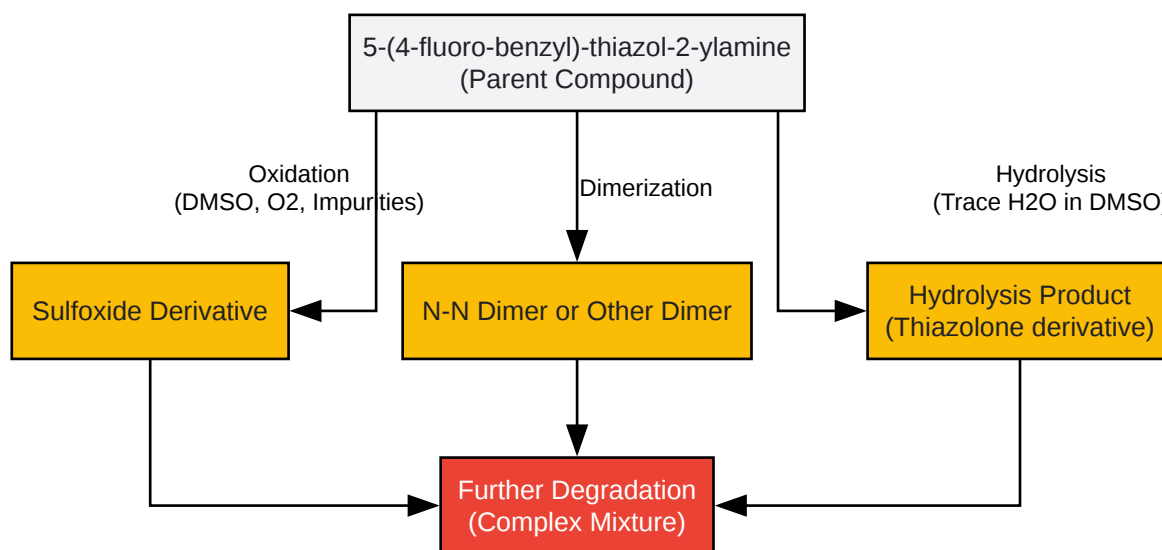 5-(4-fluoro-benzyl)-thiazol-2-ylamine
(Parent Compound)
Oxidation
(DMSO, O2, Impurities)
Dimerization
Hydrolysis
(Trace H2O in DMSO)
Sulfoxide Derivative
N-N Dimer or Other Dimer
Hydrolysis Product
(Thiazolone derivative)
Further Degradation
(Complex Mixture)